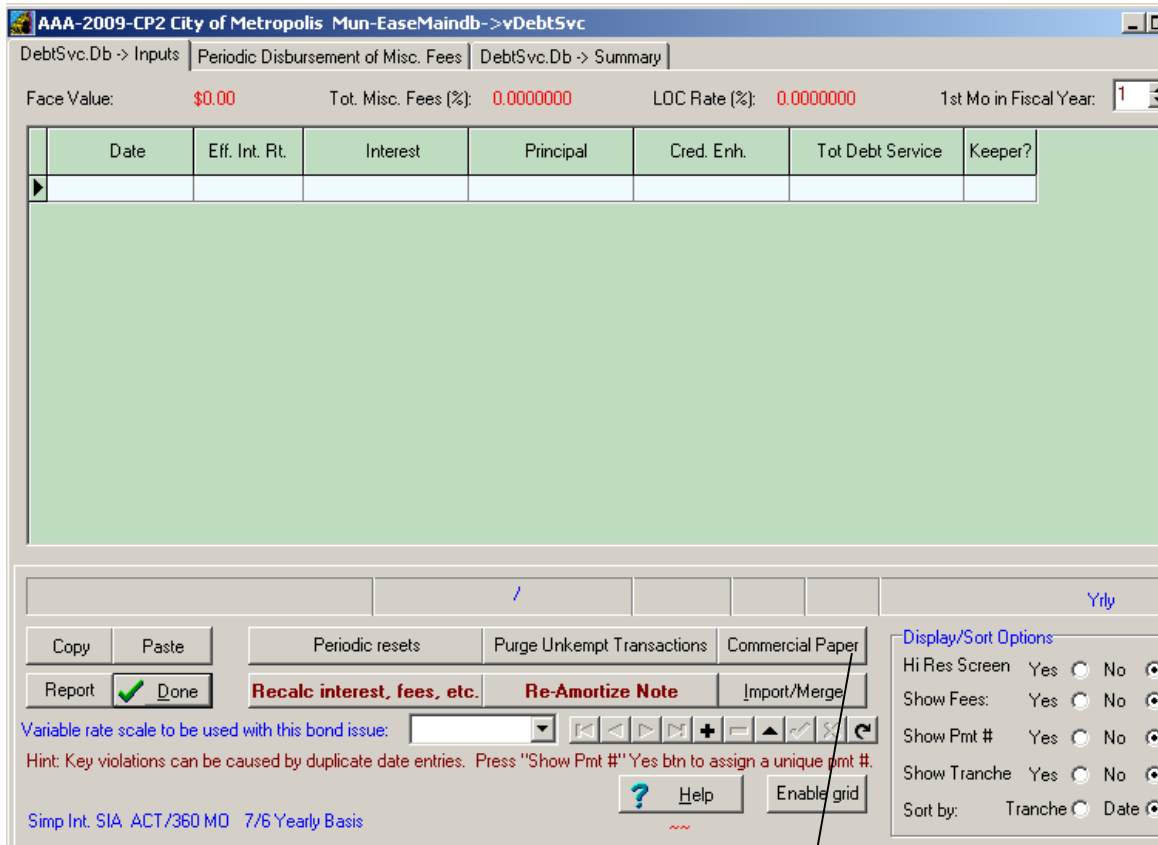 AAA-2009-CP2 City of Metropolis Mun-EaseMaindb->vDebtSvc
DebtSvc.Db -> Inputs Periodic Disbursement of Misc. Fees DebtSvc.Db -> Summary
Face Value: $0.00 Tot. Misc. Fees (%): 0.0000000 LOC Rate (%): 0.0000000 1st Mo in Fiscal Year: 1
Date Eff. Int. Rt. Interest Principal Cred. Enh. Tot Debt Service Keeper?
/ Yrly
Copy Paste Periodic resets Purge Unkempt Transactions Commercial Paper
Report Done Recalc interest, fees, etc. Re-Amortize Note Import/Merge
Variable rate scale to be used with this bond issue:
Hint: Key violations can be caused by duplicate date entries. Press "Show Pmt #" Yes btn to assign a unique pmt #.
? Help Enable grid
Simp Int. SIA ACT/360 MO 7/6 Yearly Basis
~~
Display/Sort Options
Hi Res Screen Yes No
Show Fees: Yes No
Show Pmt # Yes No
Show Tranche Yes No
Sort by: Tranche Date